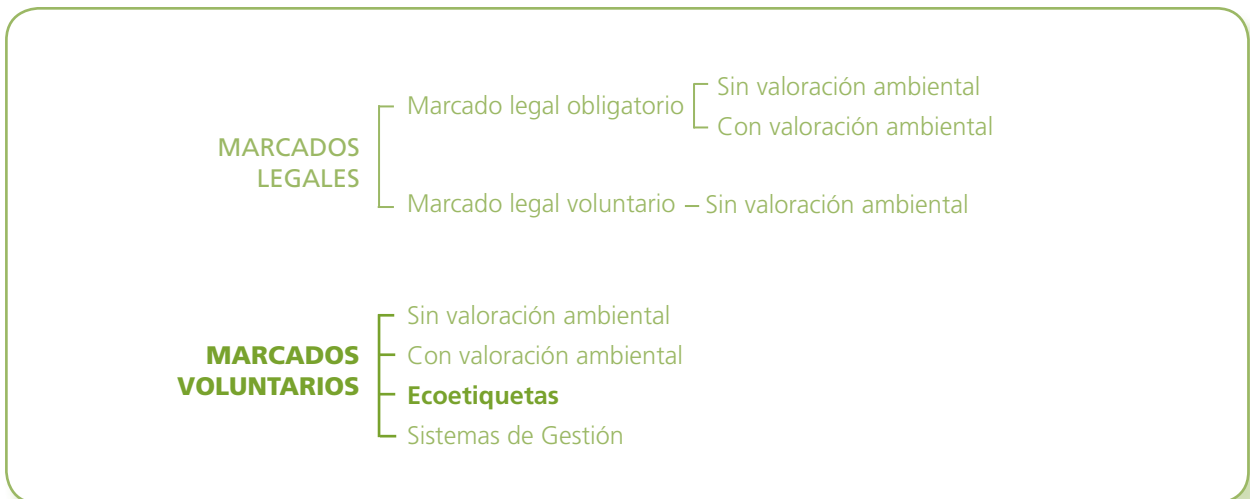 MARCADOS
LEGALES
Marcado legal obligatorio
Sin valoración ambiental
Con valoración ambiental
Marcado legal voluntario – Sin valoración ambiental
MARCADOS
VOLUNTARIOS
Sin valoración ambiental
Con valoración ambiental
Ecoetiquetas
Sistemas de Gestión